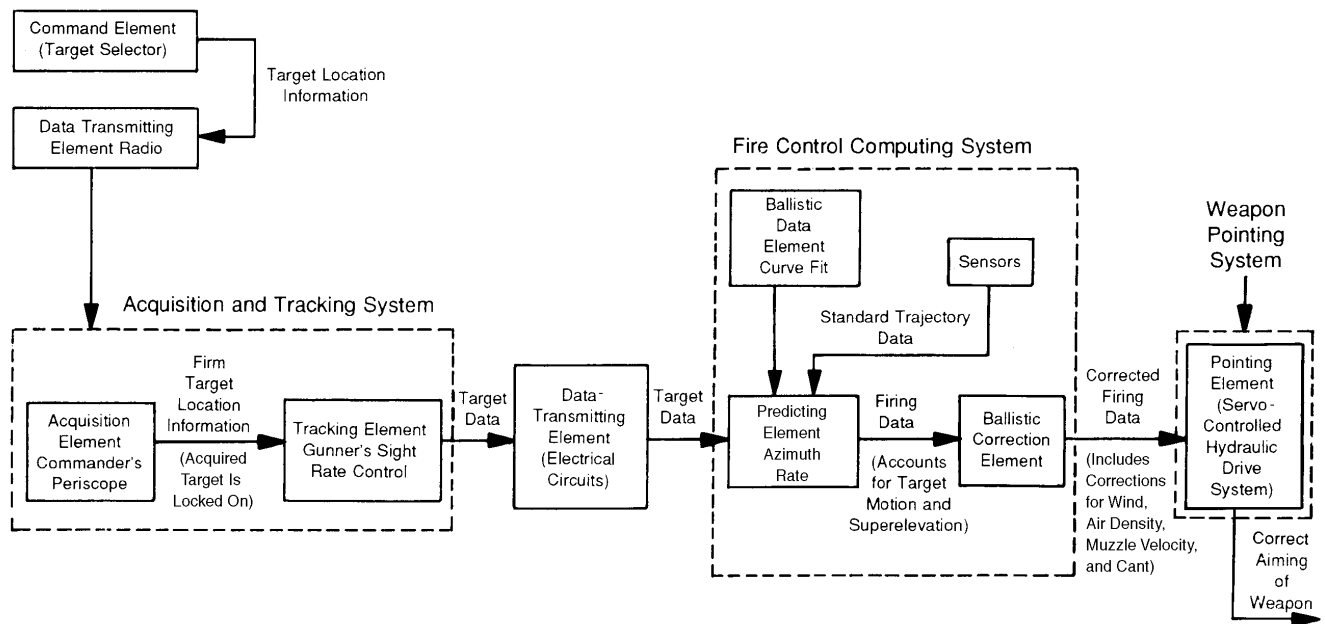 Command Element
(Target Selector)
Target Location
Information
Data Transmitting
Element Radio
Fire Control Computing System
Ballistic
Data
Element
Curve Fit
Sensors
Weapon
Pointing
System
Standard Trajectory
Data
Acquisition and Tracking System
Firm
Target
Location
Information
(Acquired
Target Is
Locked On)
Acquisition
Element
Commander's
Periscope
Tracking Element
Gunner's Sight
Rate Control
Target
Data
Data-
Transmitting
Element
(Electrical
Circuits)
Target
Data
Predicting
Element
Azimuth
Rate
Firing
Data
(Accounts
for Target
Motion and
Superelevation)
Ballistic
Correction
Element
Corrected
Firing
Data
(Includes
Corrections
for Wind,
Air Density,
Muzzle Velocity,
and Cant)
Pointing
Element
(Servo-
Controlled
Hydraulic
Drive
System)
Correct
Aiming
of
Weapon